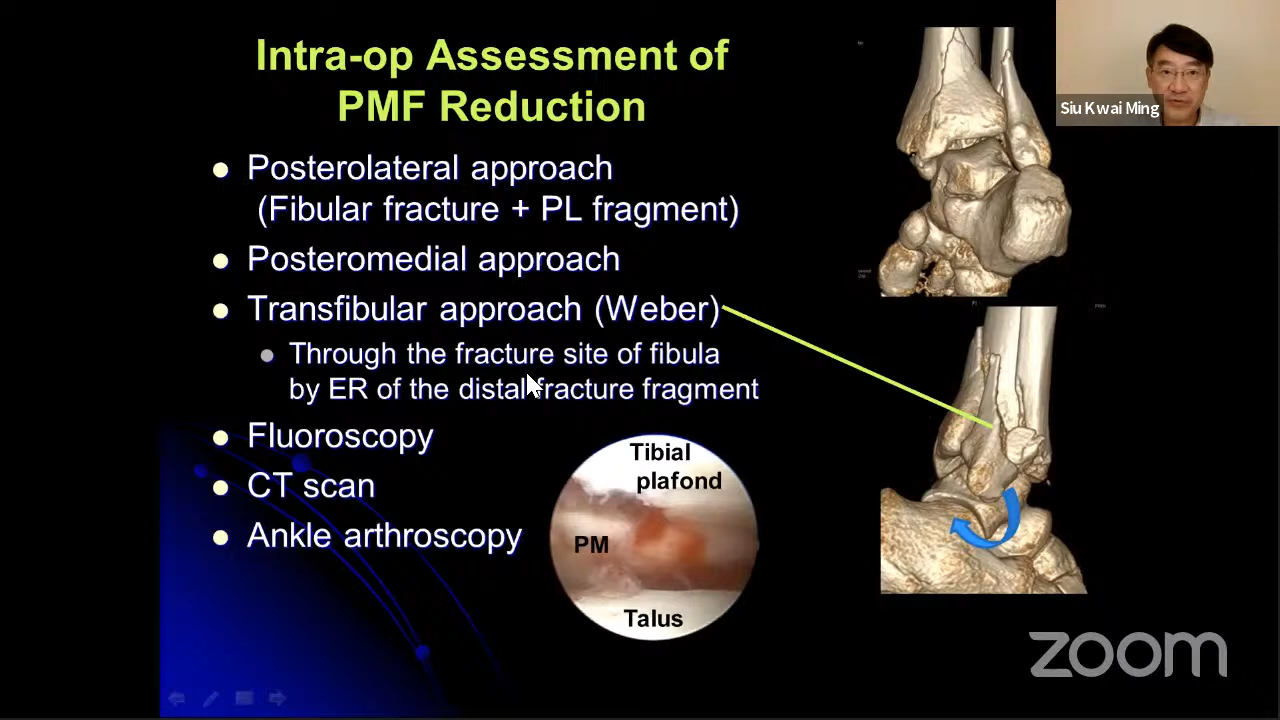 Intra-op Assessment of
PMF Reduction
Posterolateral approach
(Fibular fracture + PL fragment)
Posteromedial approach
Transfibular approach (Weber)
Through the fracture site of fibula
by ER of the distal fracture fragment
Fluoroscopy
CT scan
Ankle arthroscopy
Tibial
plafond
PM
Talus
Siu Kwai Ming
zoom